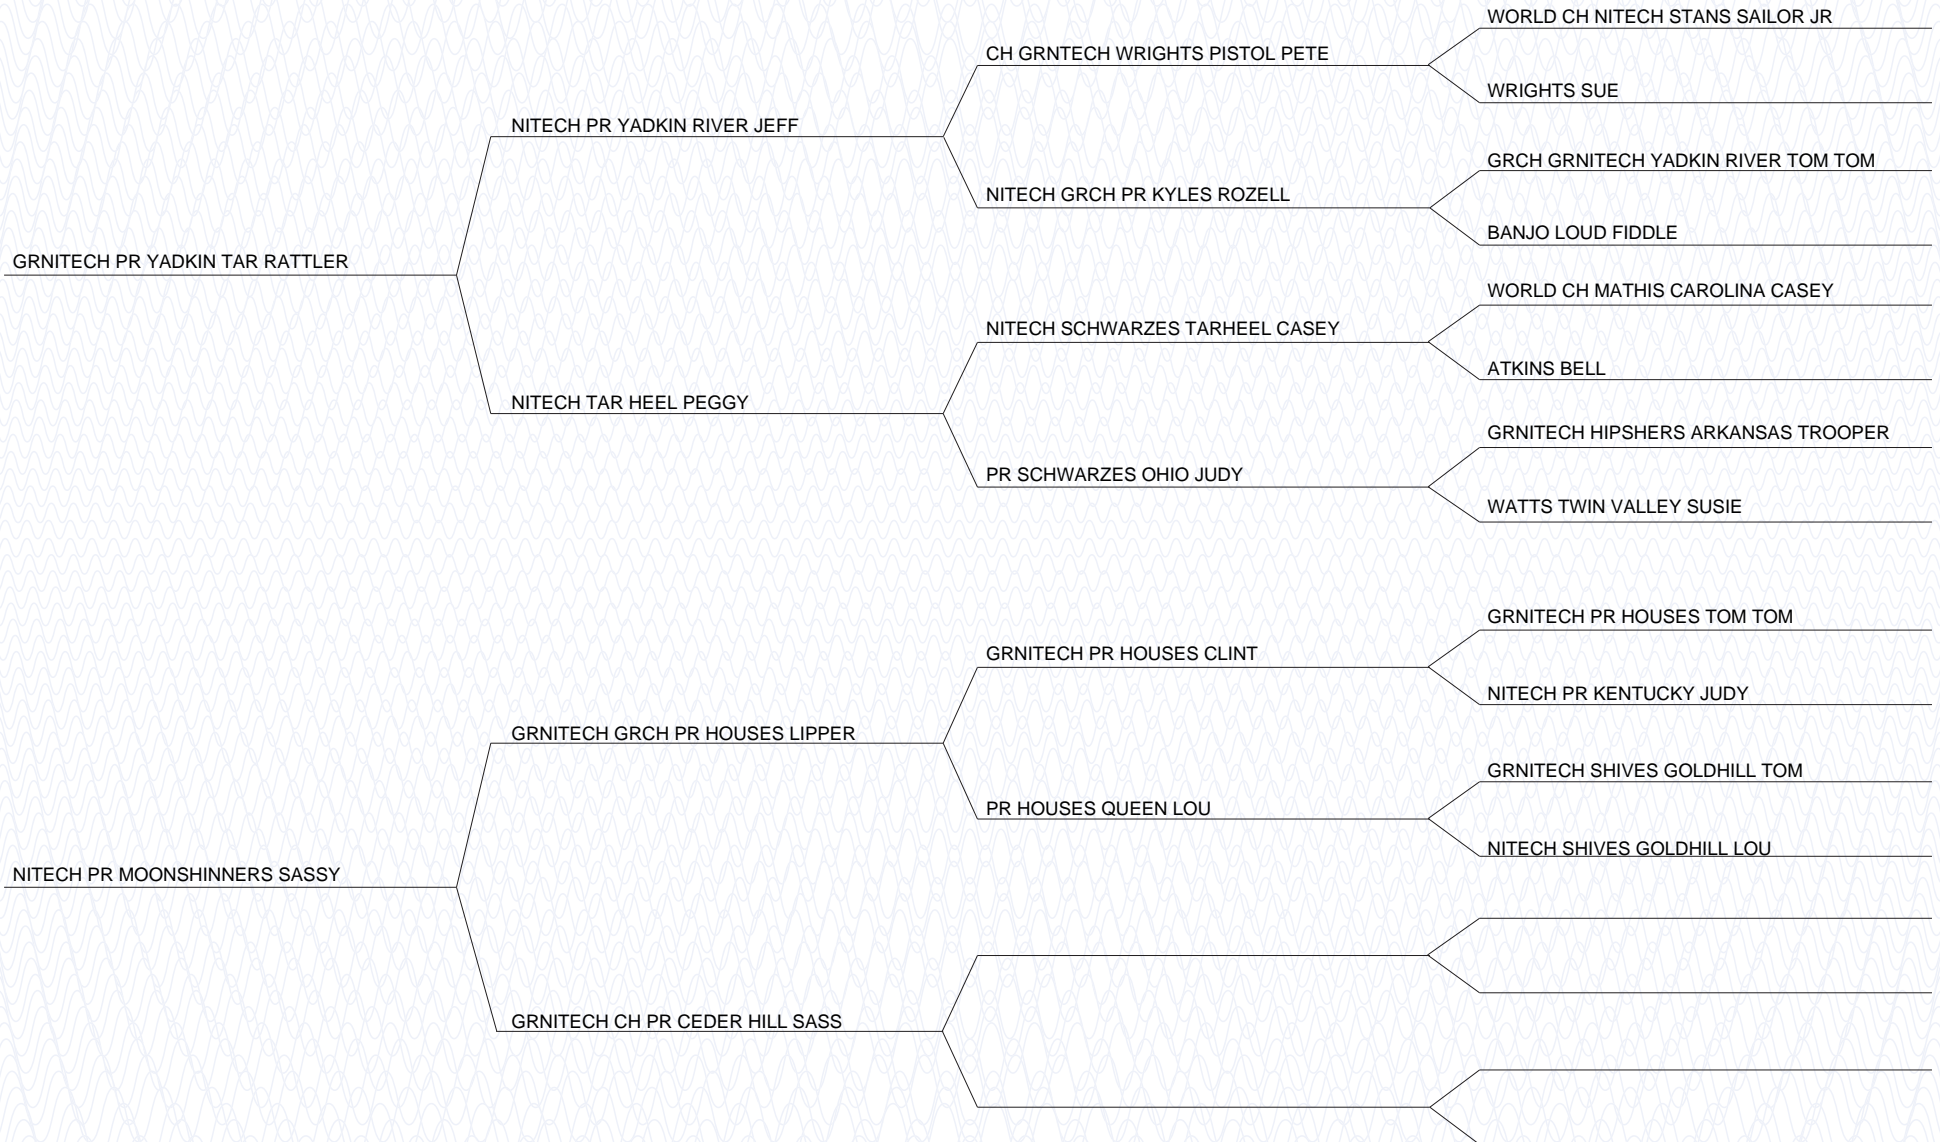 WORLD CH NITECH STANS SAILOR JR
CH GRNTECH WRIGHTS PISTOL PETE
WRIGHTS SUE
NITECH PR YADKIN RIVER JEFF
GRCH GRNITECH YADKIN RIVER TOM TOM
NITECH GRCH PR KYLES ROZELL
BANJO LOUD FIDDLE
GRNITECH PR YADKIN TAR RATTLER
WORLD CH MATHIS CAROLINA CASEY
NITECH SCHWARZES TARHEEL CASEY
ATKINS BELL
NITECH TAR HEEL PEGGY
GRNITECH HIPSHERS ARKANSAS TROOPER
PR SCHWARZES OHIO JUDY
WATTS TWIN VALLEY SUSIE
GRNITECH PR HOUSES TOM TOM
GRNITECH PR HOUSES CLINT
NITECH PR KENTUCKY JUDY
GRNITECH GRCH PR HOUSES LIPPER
GRNITECH SHIVES GOLDHILL TOM
PR HOUSES QUEEN LOU
NITECH SHIVES GOLDHILL LOU
NITECH PR MOONSHINNERS SASSY
GRNITECH CH PR CEDER HILL SASS